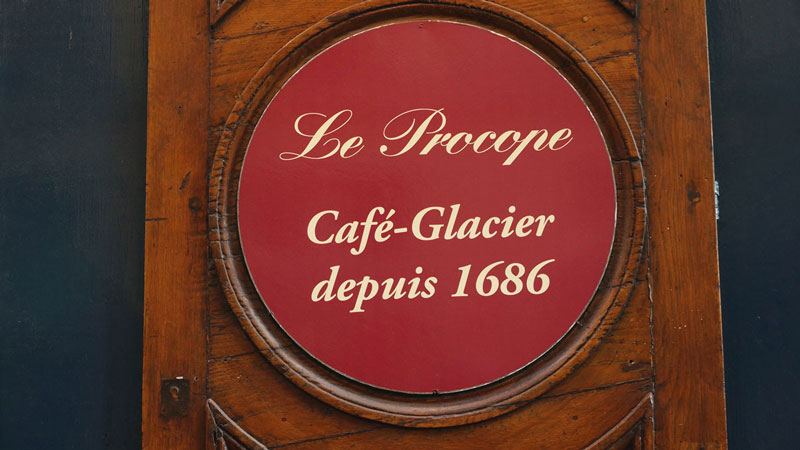 Le Procope
Café-Glacier
depuis 1686